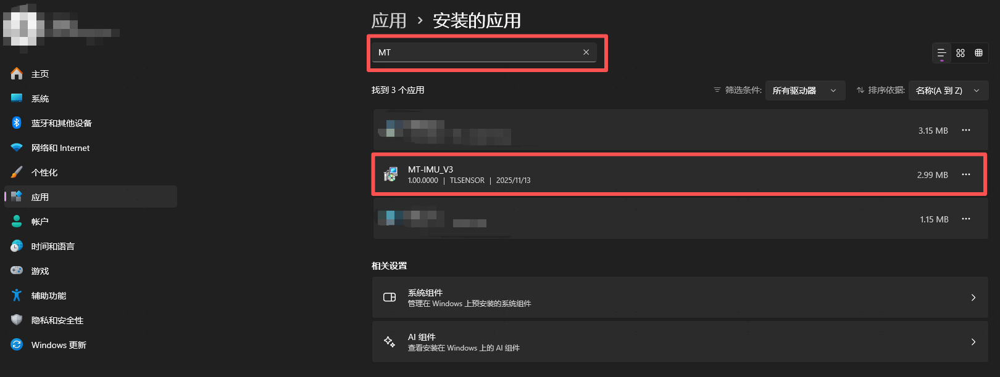 应用 › 安装的应用
MT
找到 3 个应用
筛选条件: 所有驱动器
排序依据: 名称(A 到 Z)
主页
系统
蓝牙和其他设备
网络和 Internet
个性化
应用
帐户
时间和语言
游戏
辅助功能
隐私和安全性
Windows 更新
3.15 MB
MT-IMU_V3
1.00.0000 | TLSENSOR | 2025/11/13
2.99 MB
1.15 MB
相关设置
系统组件
管理在 Windows 上预安装的系统组件
AI 组件
查看安装在 Windows 上的 AI 组件